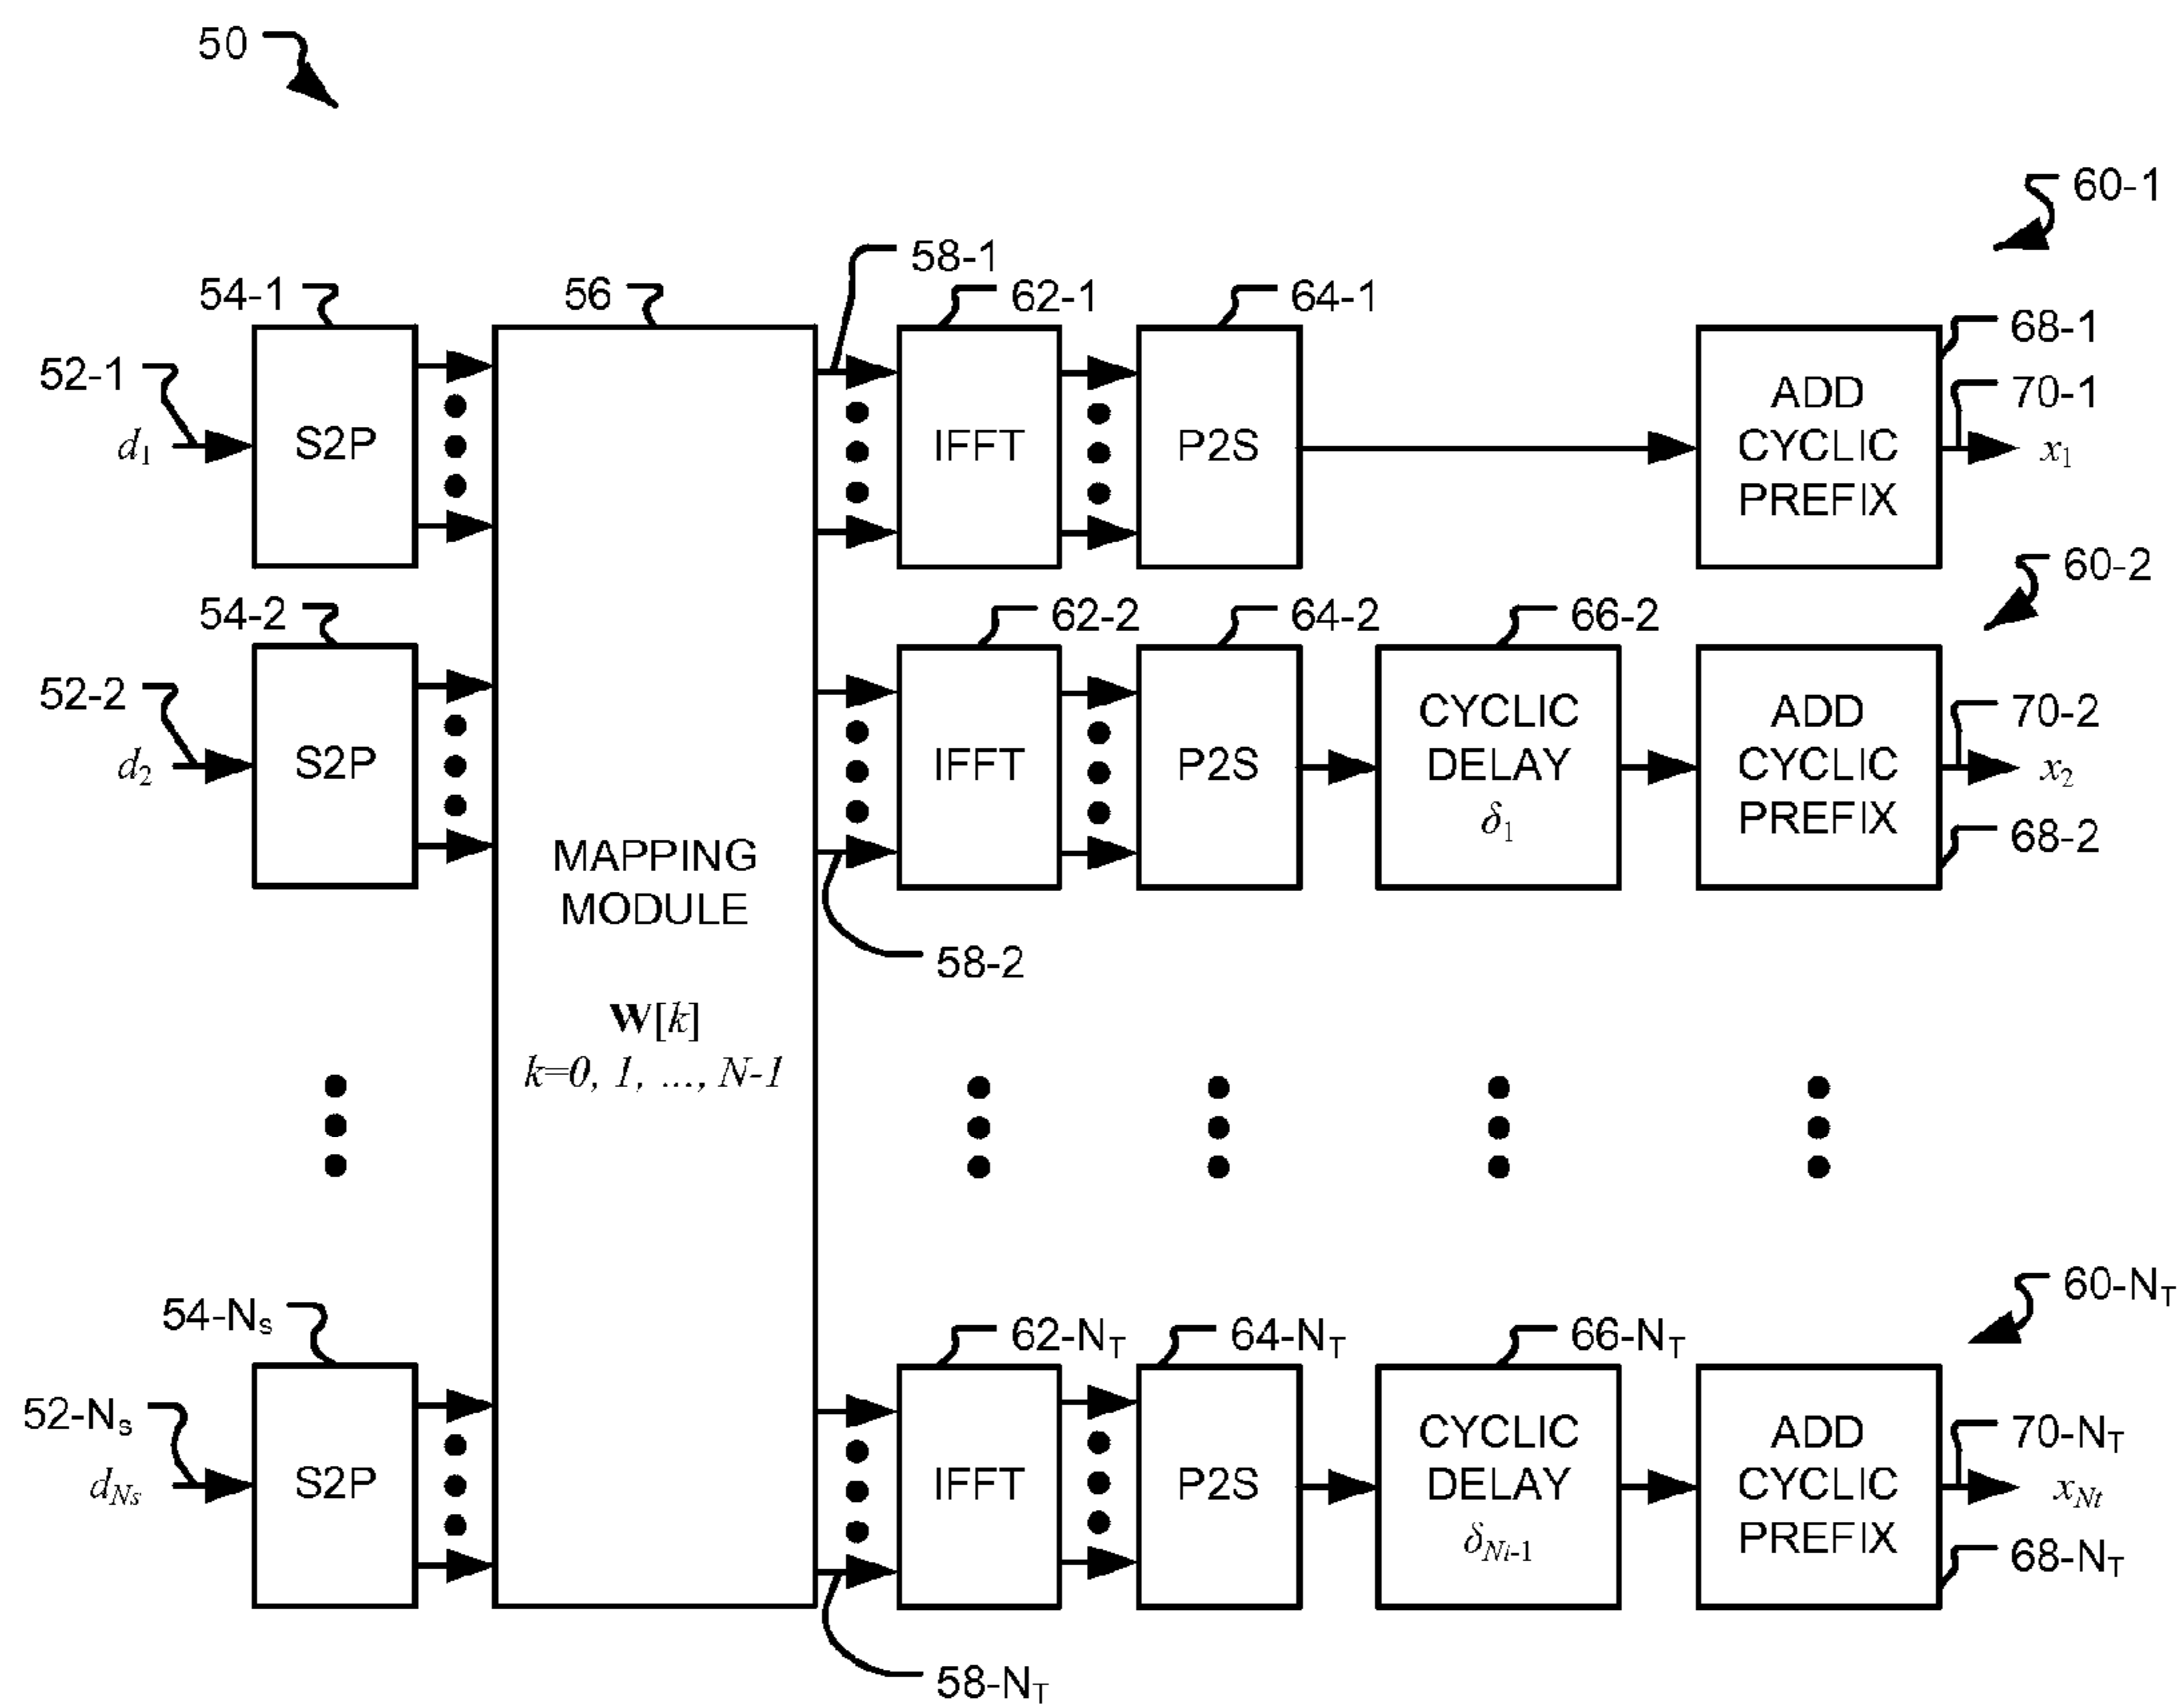 50
60-1
58-1
54-1
56
62-1
64-1
68-1
52-1
70-1
d1
S2P
IFFT
P2S
ADD
CYCLIC
PREFIX
x1
60-2
54-2
62-2
64-2
66-2
52-2
70-2
d2
S2P
IFFT
P2S
CYCLIC
DELAY
δ1
ADD
CYCLIC
PREFIX
x2
68-2
MAPPING
MODULE
58-2
W[k]
k=0, 1, ..., N-1
60-NT
54-Ns
62-NT
64-NT
66-NT
52-Ns
70-NT
dNs
S2P
IFFT
P2S
CYCLIC
DELAY
δNt-1
ADD
CYCLIC
PREFIX
xNt
68-NT
58-NT